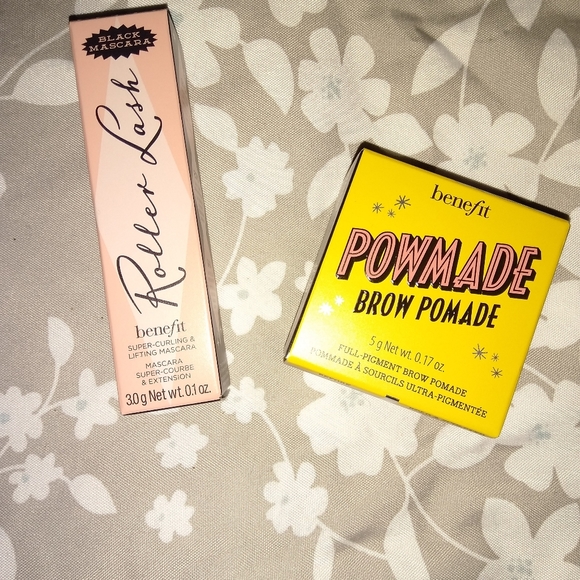 BLACK
MASCARA
Roller Lash
benefit
SUPER-CURLING &
LIFTING MASCARA
MASCARA
SUPER-COURBE
& EXTENSION
3.0 g Net wt. 0.1 oz.
benefit
POWMADE
BROW POMADE
5 g Net wt. 0.17 oz.
FULL-PIGMENT BROW POMADE
POMMADE À SOURCILS ULTRA-PIGMENTÉE